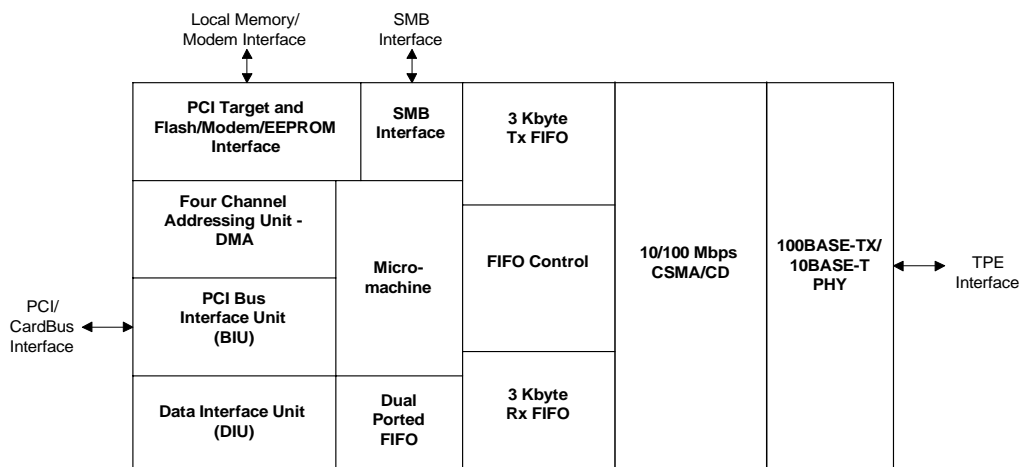 Local Memory/
Modem Interface
SMB
Interface
PCI Target and
Flash/Modem/EEPROM
Interface
SMB
Interface
3 Kbyte
Tx FIFO
Four Channel
Addressing Unit -
DMA
Micro-
machine
FIFO Control
10/100 Mbps
CSMA/CD
100BASE-TX/
10BASE-T
PHY
TPE
Interface
PCI/
CardBus
Interface
PCI Bus
Interface Unit
(BIU)
Data Interface Unit
(DIU)
Dual
Ported
FIFO
3 Kbyte
Rx FIFO